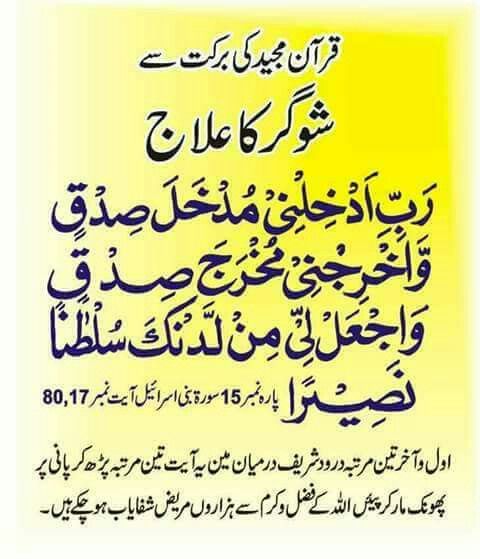 قرآن مجید کی برکت سے
شوگر کا علاج
رَبِّ اَدْخِلْنِیْ مُدْخَلَ صِدْقٍ
وَّاَخْرِجْنِیْ مُخْرَجَ صِدْقٍ
وَّاجْعَلْ لِّیْ مِنْ لَّدُنْكَ سُلْطٰنًا
نَّصِیْرًا پارہ نمبر 15 سورۃ بنی اسرائیل آیت نمبر 80,17
اول و آخر تین مرتبہ درود شریف درمیان مین یہ آیت تین مرتبہ پڑھ کر پانی پر
پھونک مار کر پیئں اللہ کے فضل و کرم سے ہزاروں مریض شفایاب ہو چکے ہیں۔